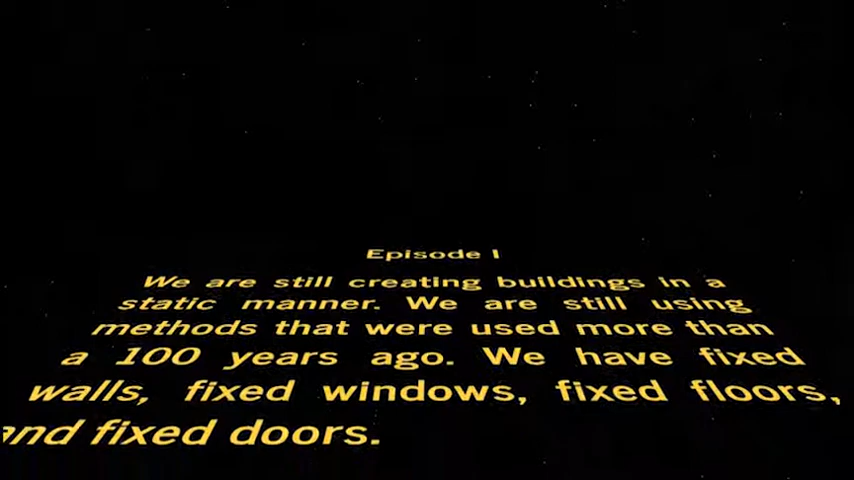 Episode I
We are still creating buildings in a
static manner. We are still using
methods that were used more than
a 100 years ago. We have fixed
walls, fixed windows, fixed floors,
and fixed doors.